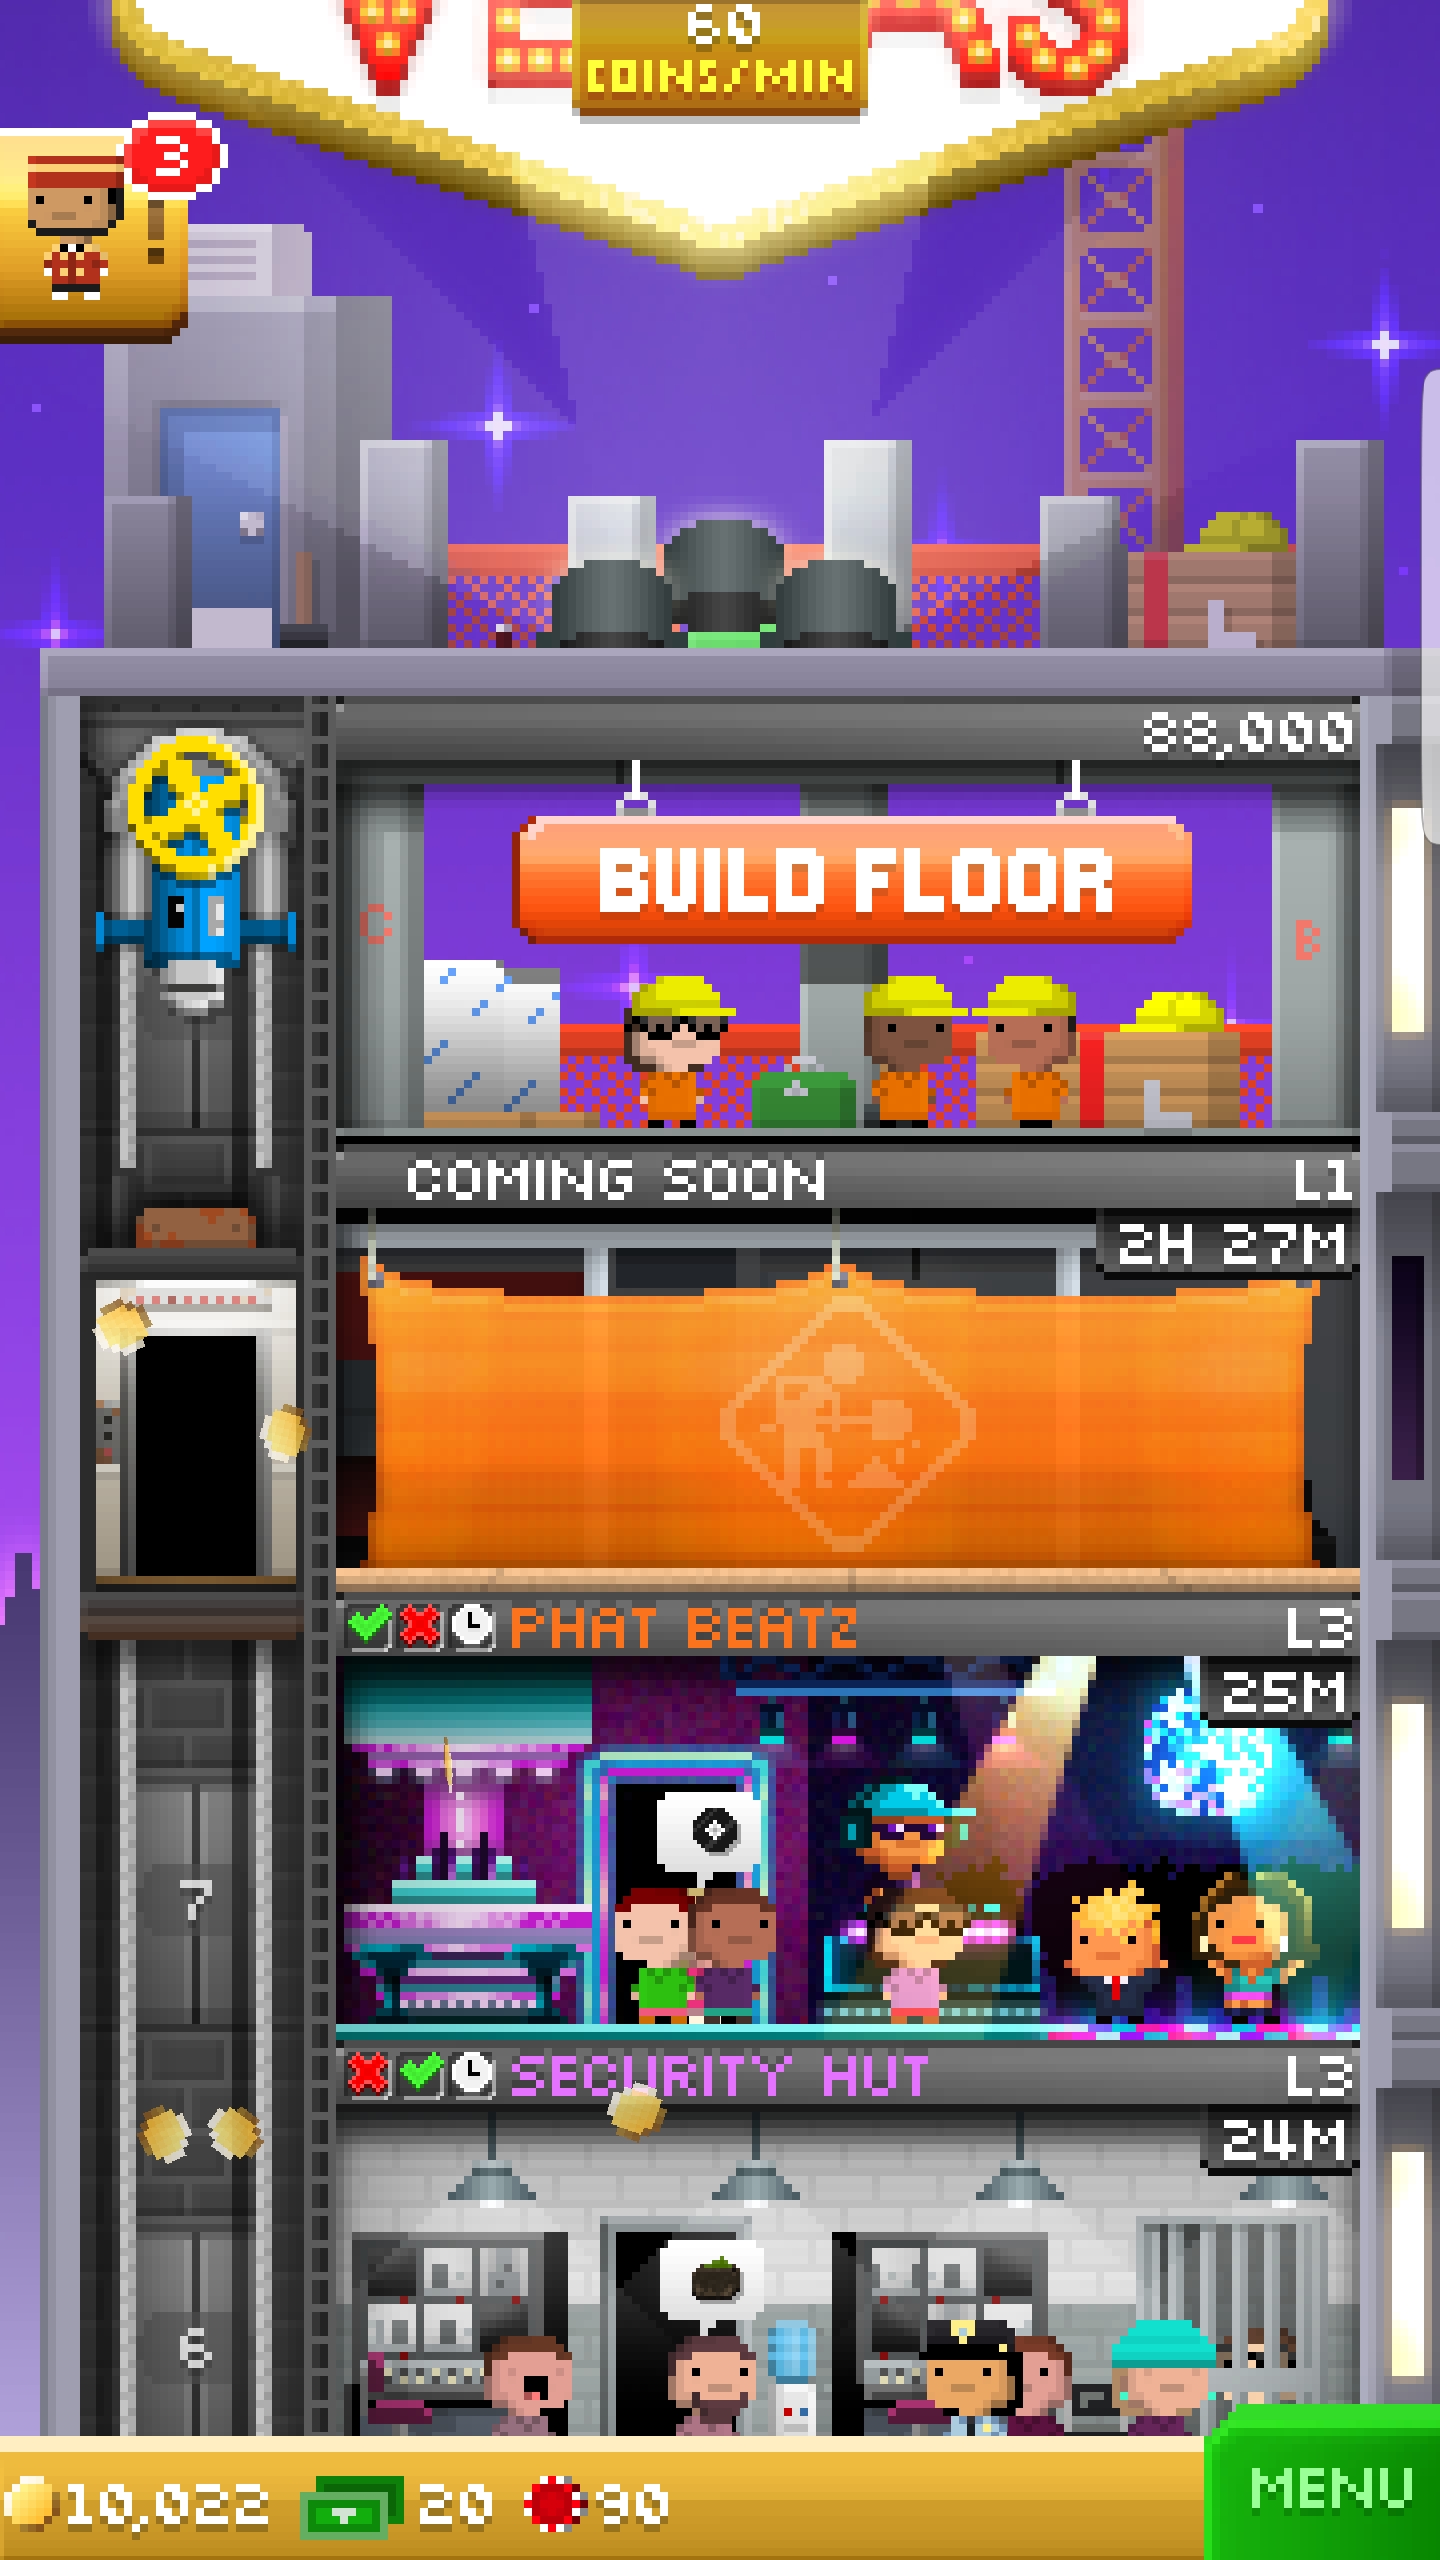 60
COINS/MIN
3
88,000
BUILD FLOOR
C
B
COMING SOON L1
2H 27M
PHAT BEATZ L3
25M
7
SECURITY HUT L3
24M
6
10,022 20 90
MENU